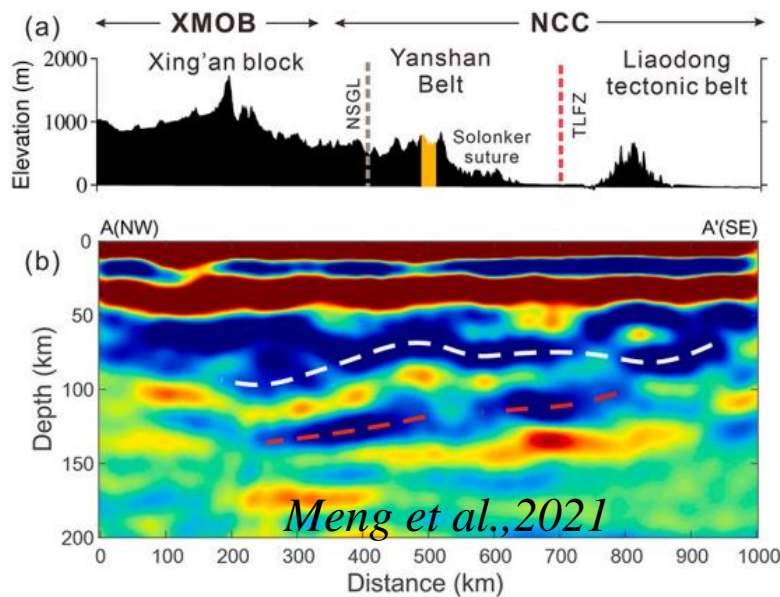 (a)
XMOB
NCC
Elevation (m)
2000
1000
0
Xing'an block
NSGL
Yanshan
Belt
Solonker
suture
TLFZ
Liaodong
tectonic belt
A(NW)
A'(SE)
(b)
Depth (km)
0
50
100
150
200
Meng et al.,2021
0 100 200 300 400 500 600 700 800 900 1000
Distance (km)